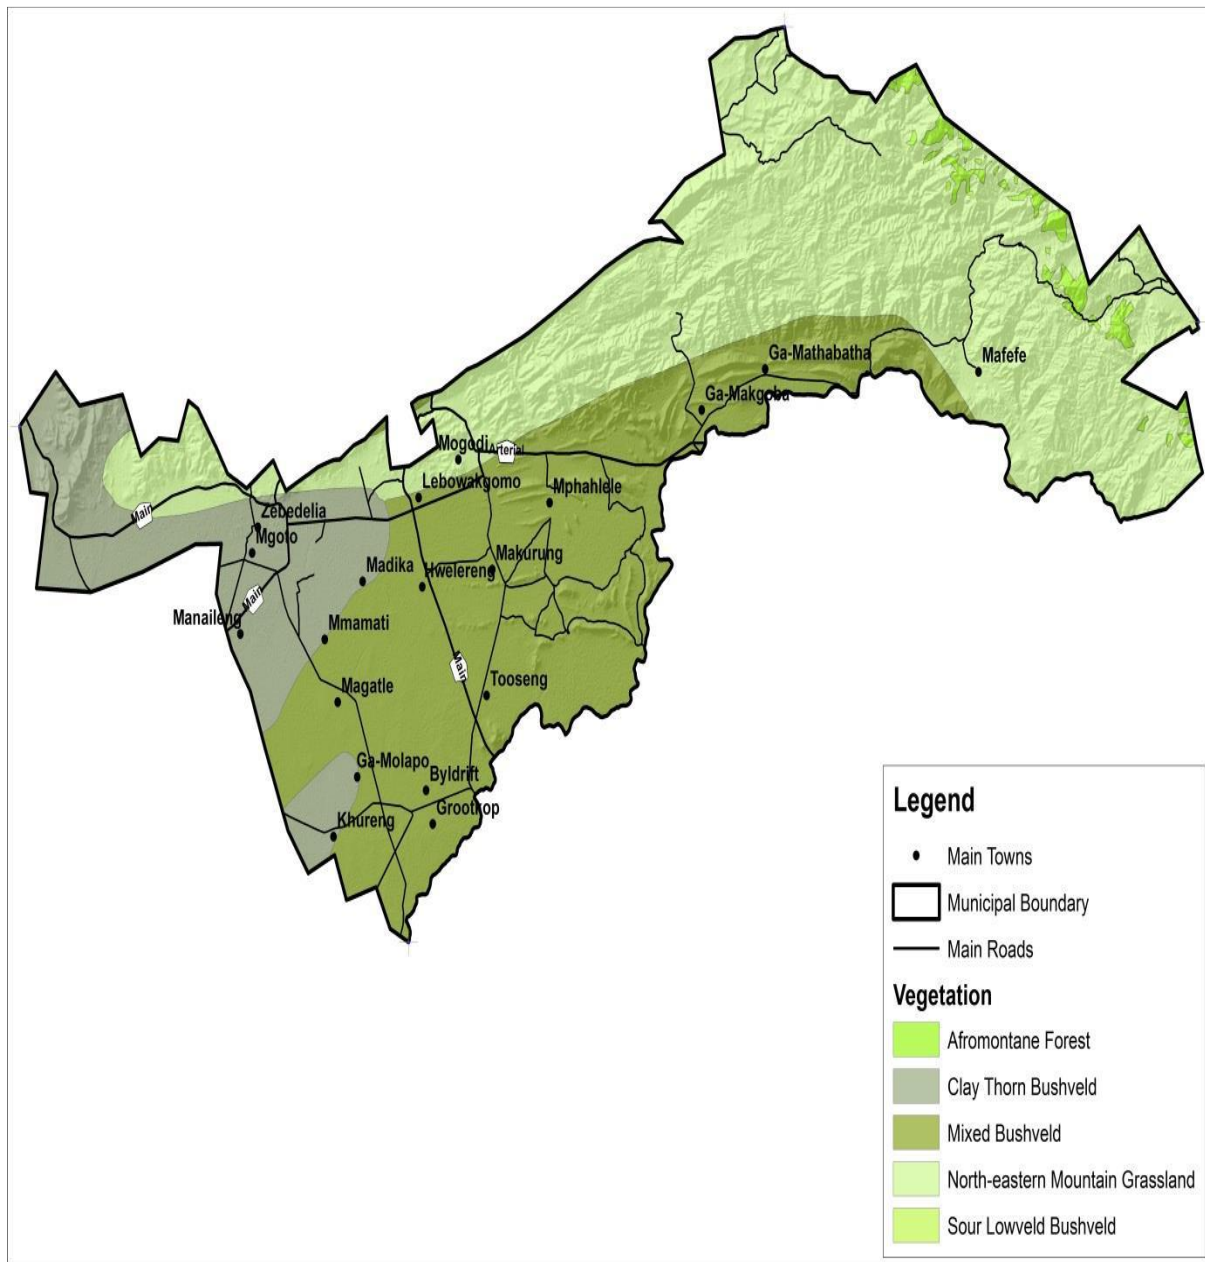 Ga-Mathabatha
Mafefe
Ga-Makgoba
Mogodi
Arterial
Lebowakgomo
Mphahlele
Main
Zebedelia
Mgoto
Makurung
Madika
Hwelereng
Main
Manaileng
Mmamati
Main
Tooseng
Magatle
Ga-Molapo
Byldrift
Grootkop
Khureng
Legend
Main Towns
Municipal Boundary
Main Roads
Vegetation
Afromontane Forest
Clay Thorn Bushveld
Mixed Bushveld
North-eastern Mountain Grassland
Sour Lowveld Bushveld